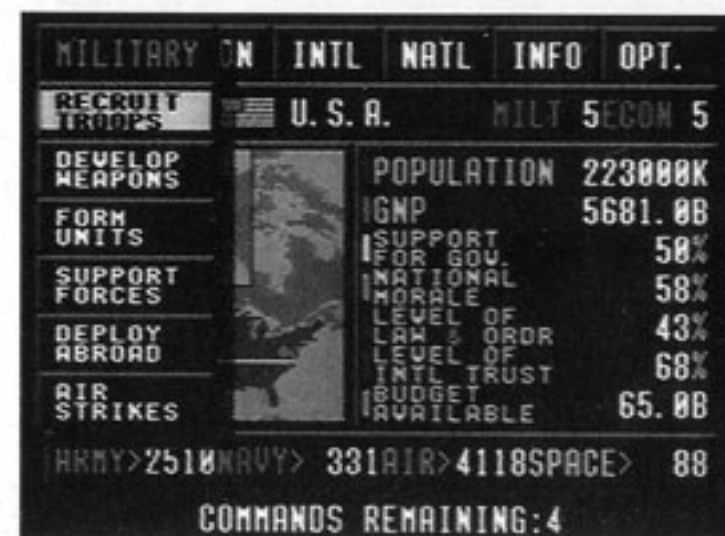 MILITARY ON INTL NATL INFO OPT.
RECRUIT
TROOPS
U.S.A. MILT 5 ECON 5
DEVELOP
WEAPONS
FORM
UNITS
SUPPORT
FORCES
DEPLOY
ABROAD
AIR
STRIKES
POPULATION 223000K
GNP 5681.0B
SUPPORT
FOR GOV. 50%
NATIONAL
MORALE 58%
LEVEL OF
LAW & ORDR 43%
LEVEL OF
INTL TRUST 68%
BUDGET
AVAILABLE 65.0B
ARMY>2510 NAVY> 331 AIR>4118 SPACE> 88
COMMANDS REMAINING:4